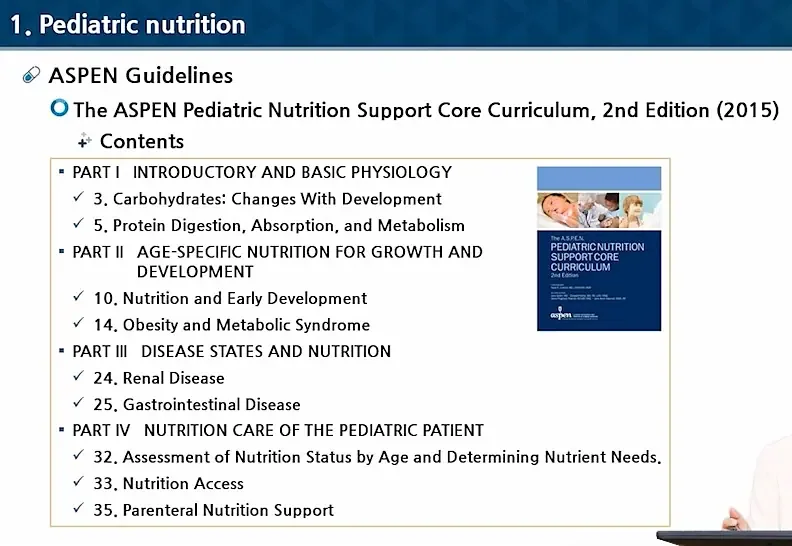 1. Pediatric nutrition
ASPEN Guidelines
The ASPEN Pediatric Nutrition Support Core Curriculum, 2nd Edition (2015)
Contents
PART I INTRODUCTORY AND BASIC PHYSIOLOGY
3. Carbohydrates: Changes With Development
5. Protein Digestion, Absorption, and Metabolism
PART II AGE-SPECIFIC NUTRITION FOR GROWTH AND
DEVELOPMENT
10. Nutrition and Early Development
14. Obesity and Metabolic Syndrome
PART III DISEASE STATES AND NUTRITION
24. Renal Disease
25. Gastrointestinal Disease
PART IV NUTRITION CARE OF THE PEDIATRIC PATIENT
32. Assessment of Nutrition Status by Age and Determining Nutrient Needs.
33. Nutrition Access
35. Parenteral Nutrition Support
The A.S.P.E.N.
PEDIATRIC NUTRITION
SUPPORT CORE
CURRICULUM
2nd Edition
aspen